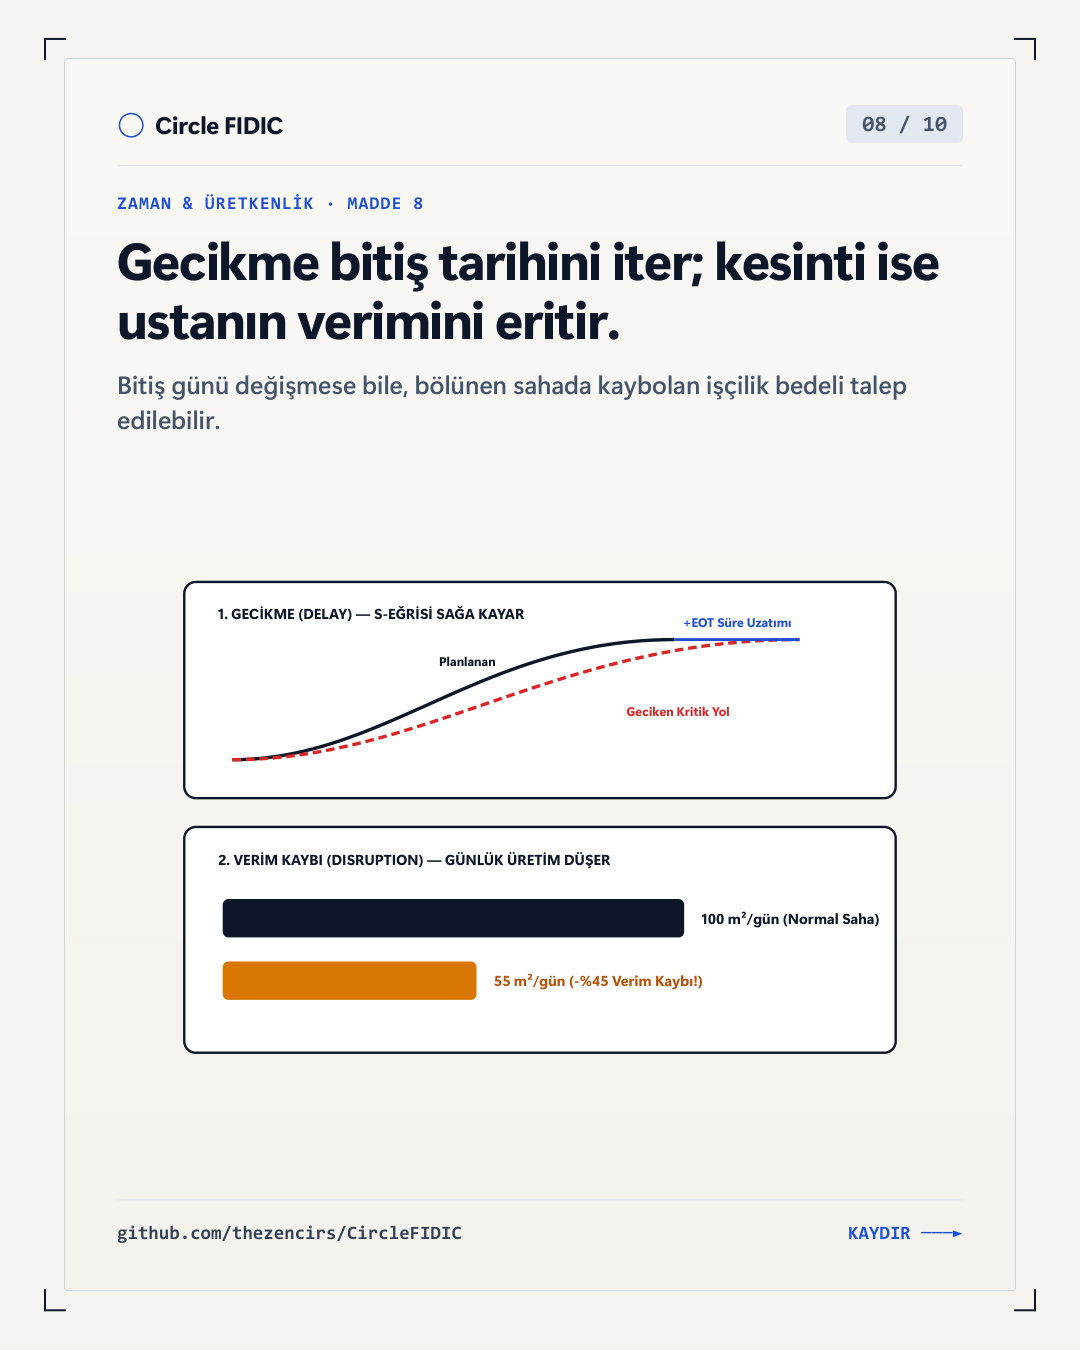 Circle FIDIC
08 / 10
ZAMAN & ÜRETKENLİK · MADDE 8
Gecikme bitiş tarihini iter; kesinti ise
ustanın verimini eritir.
Bitiş günü değişmese bile, bölünen sahada kaybolan işçilik bedeli talep
edilebilir.
1. GECİKME (DELAY) — S-EĞRİSİ SAĞA KAYAR
+EOT Süre Uzatımı
Planlanan
Geciken Kritik Yol
2. VERİM KAYBI (DISRUPTION) — GÜNLÜK ÜRETİM DÜŞER
100 m²/gün (Normal Saha)
55 m²/gün (-%45 Verim Kaybı!)
github.com/thezencirs/CircleFIDIC
KAYDIR ──►